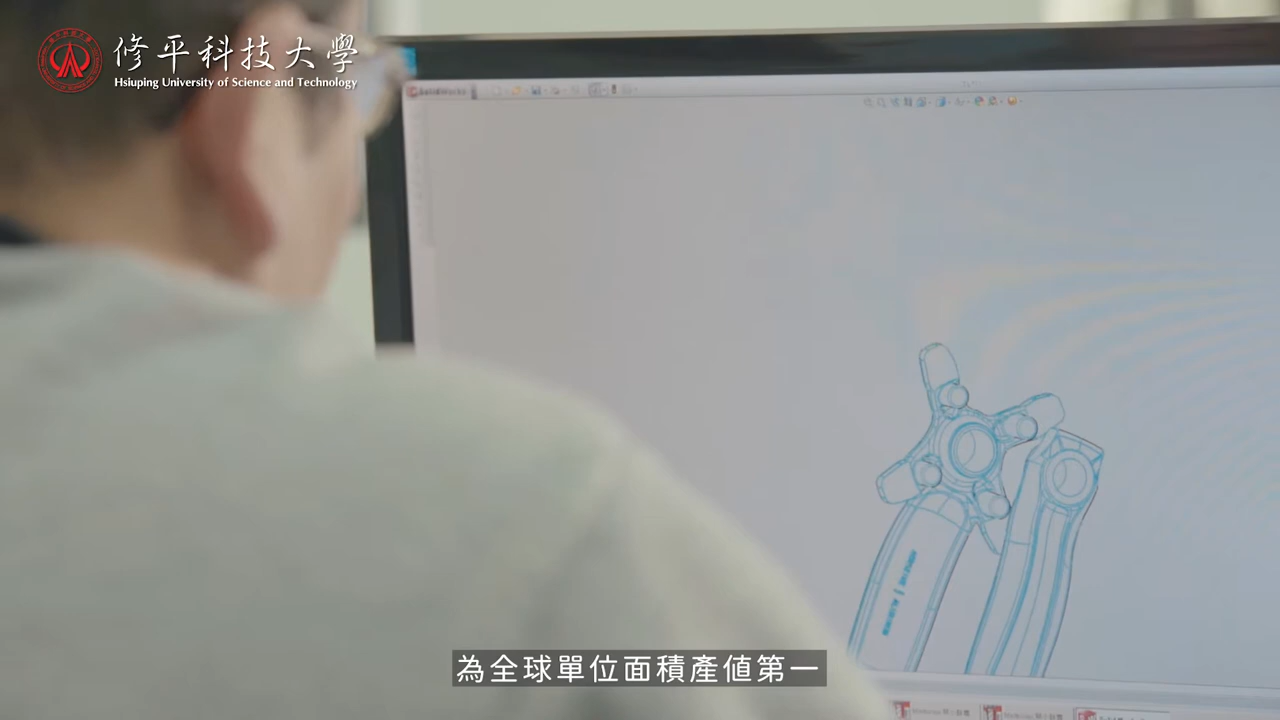 修平科技大學
Hsiuping University of Science and Technology
SolidWorks
為全球單位面積產值第一